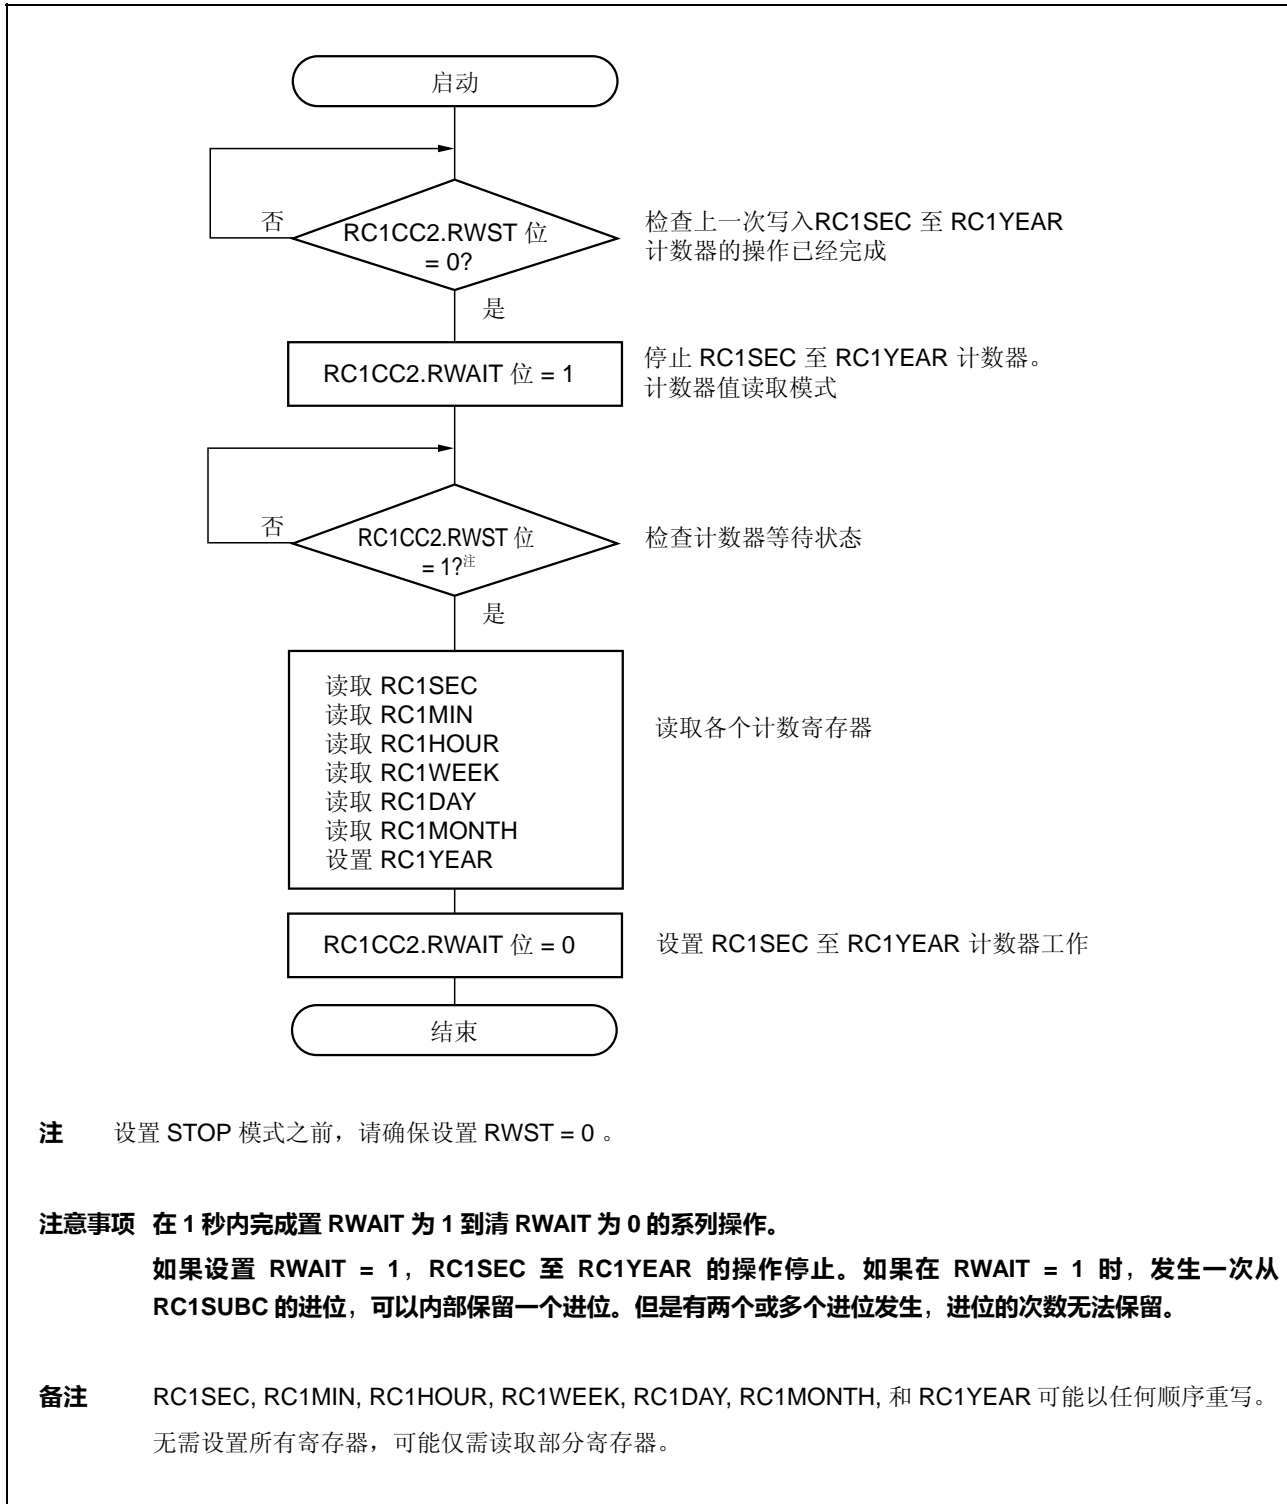 启动
否
RC1CC2.RWST 位
= 0?
检查上一次写入RC1SEC 至 RC1YEAR
计数器的操作已经完成
是
RC1CC2.RWAIT 位 = 1
停止 RC1SEC 至 RC1YEAR 计数器。
计数器值读取模式
否
RC1CC2.RWST 位
= 1?注
检查计数器等待状态
是
读取 RC1SEC
读取 RC1MIN
读取 RC1HOUR
读取 RC1WEEK
读取 RC1DAY
读取 RC1MONTH
设置 RC1YEAR
读取各个计数寄存器
RC1CC2.RWAIT 位 = 0
设置 RC1SEC 至 RC1YEAR 计数器工作
结束
注 设置 STOP 模式之前，请确保设置 RWST = 0 。
注意事项 在 1 秒内完成置 RWAIT 为 1 到清 RWAIT 为 0 的系列操作。
如果设置 RWAIT = 1，RC1SEC 至 RC1YEAR 的操作停止。如果在 RWAIT = 1 时，发生一次从
RC1SUBC 的进位，可以内部保留一个进位。但是有两个或多个进位发生，进位的次数无法保留。
备注 RC1SEC, RC1MIN, RC1HOUR, RC1WEEK, RC1DAY, RC1MONTH, 和 RC1YEAR 可能以任何顺序重写。
无需设置所有寄存器，可能仅需读取部分寄存器。